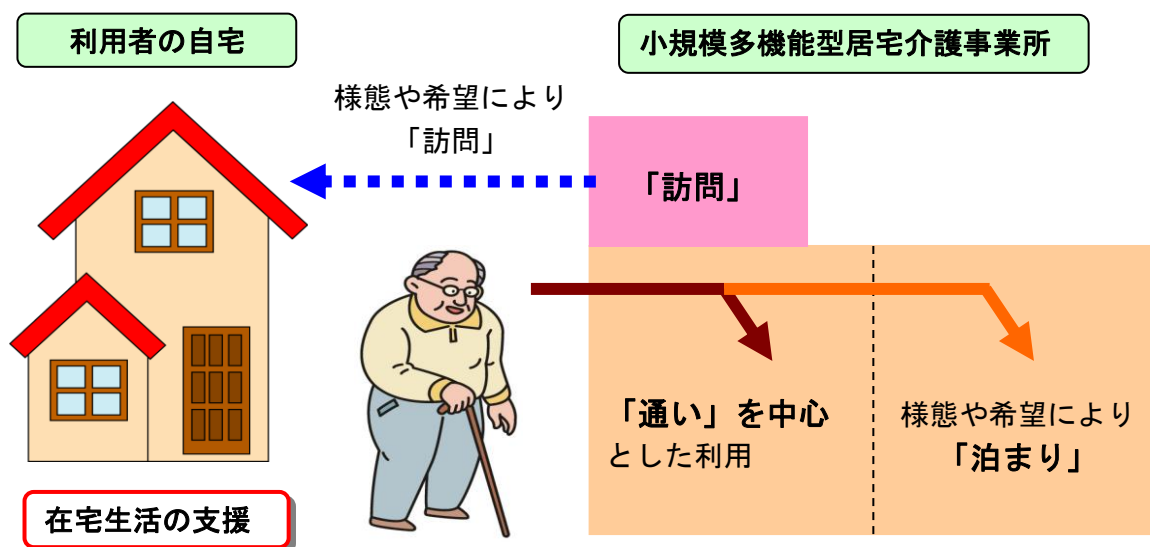 利用者の自宅
小規模多機能型居宅介護事業所
様態や希望により
「訪問」
「訪問」
「通い」を中心
とした利用
様態や希望により
「泊まり」
在宅生活の支援